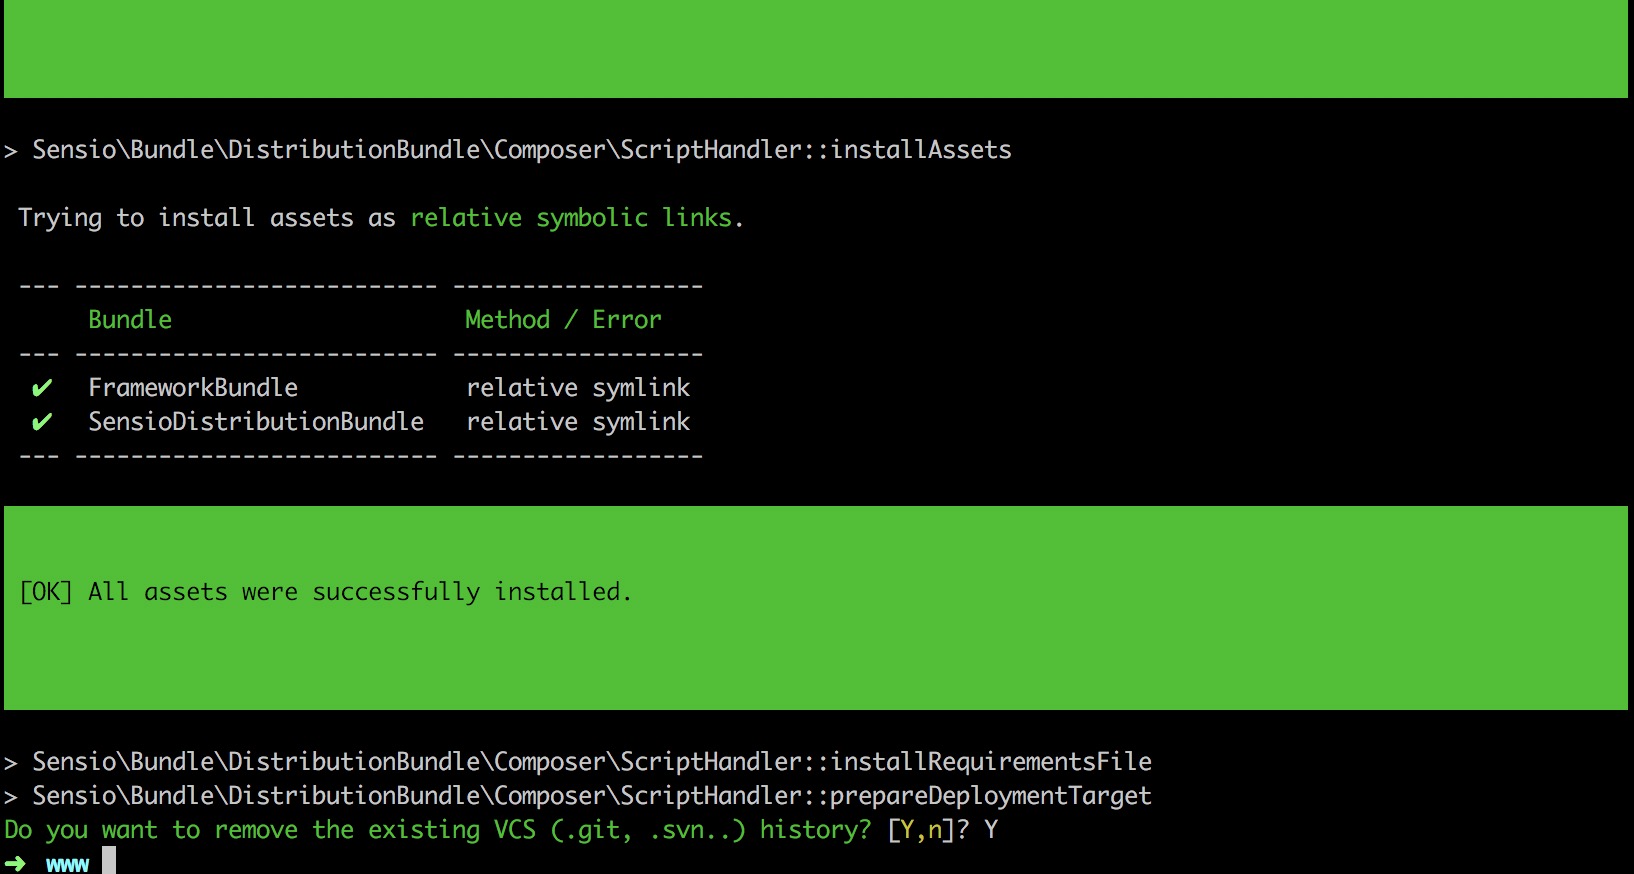 > Sensio\Bundle\DistributionBundle\Composer\ScriptHandler::installAssets
Trying to install assets as relative symbolic links.
--- -------------------------- ------------------
Bundle Method / Error
--- -------------------------- ------------------
✔ FrameworkBundle relative symlink
✔ SensioDistributionBundle relative symlink
--- -------------------------- ------------------
[OK] All assets were successfully installed.
> Sensio\Bundle\DistributionBundle\Composer\ScriptHandler::installRequirementsFile
> Sensio\Bundle\DistributionBundle\Composer\ScriptHandler::prepareDeploymentTarget
Do you want to remove the existing VCS (.git, .svn..) history? [Y,n]? Y
➜ www